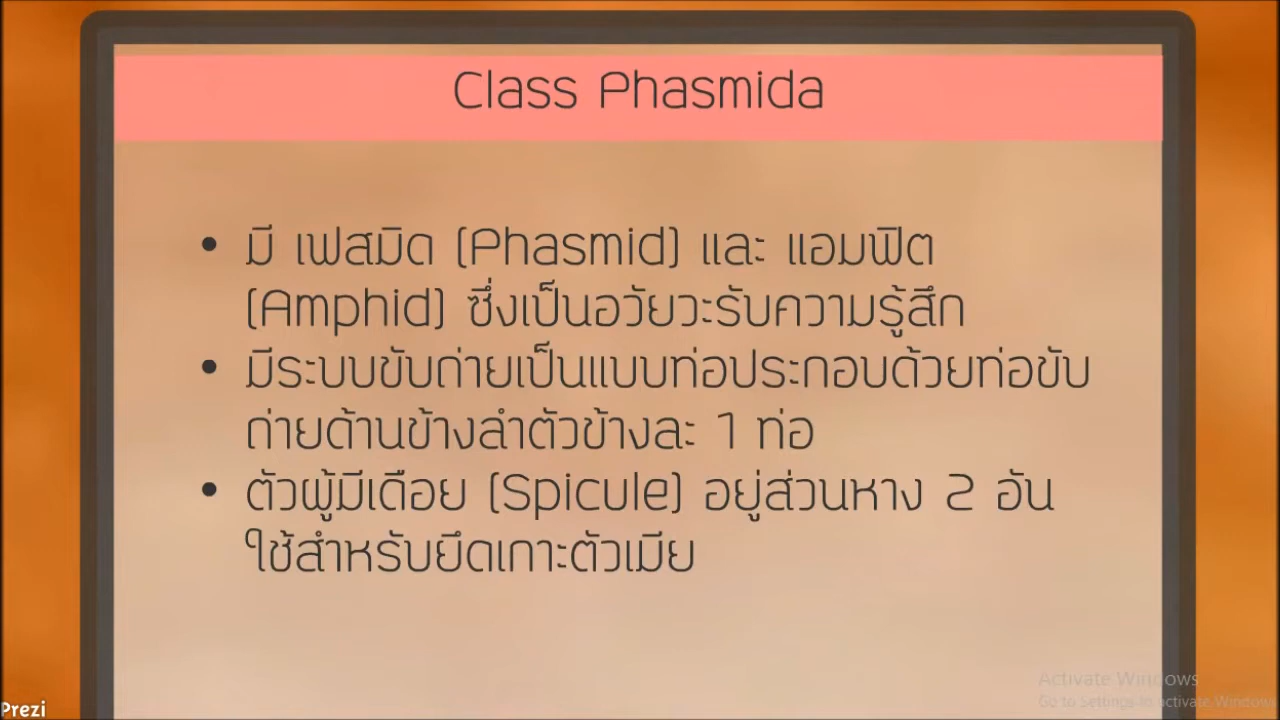 Class Phasmida
• มี เฟสมิด (Phasmid) และ แอมฟิต
(Amphid) ซึ่งเป็นอวัยวะรับความรู้สึก
• มีระบบขับถ่ายเป็นแบบท่อประกอบด้วยท่อขับ
ถ่ายด้านข้างลำตัวข้างละ 1 ท่อ
• ตัวผู้มีเดือย (Spicule) อยู่ส่วนหาง 2 อัน
ใช้สำหรับยึดเกาะตัวเมีย
Activate Windows
Go to Settings to activate Windows
Prezi